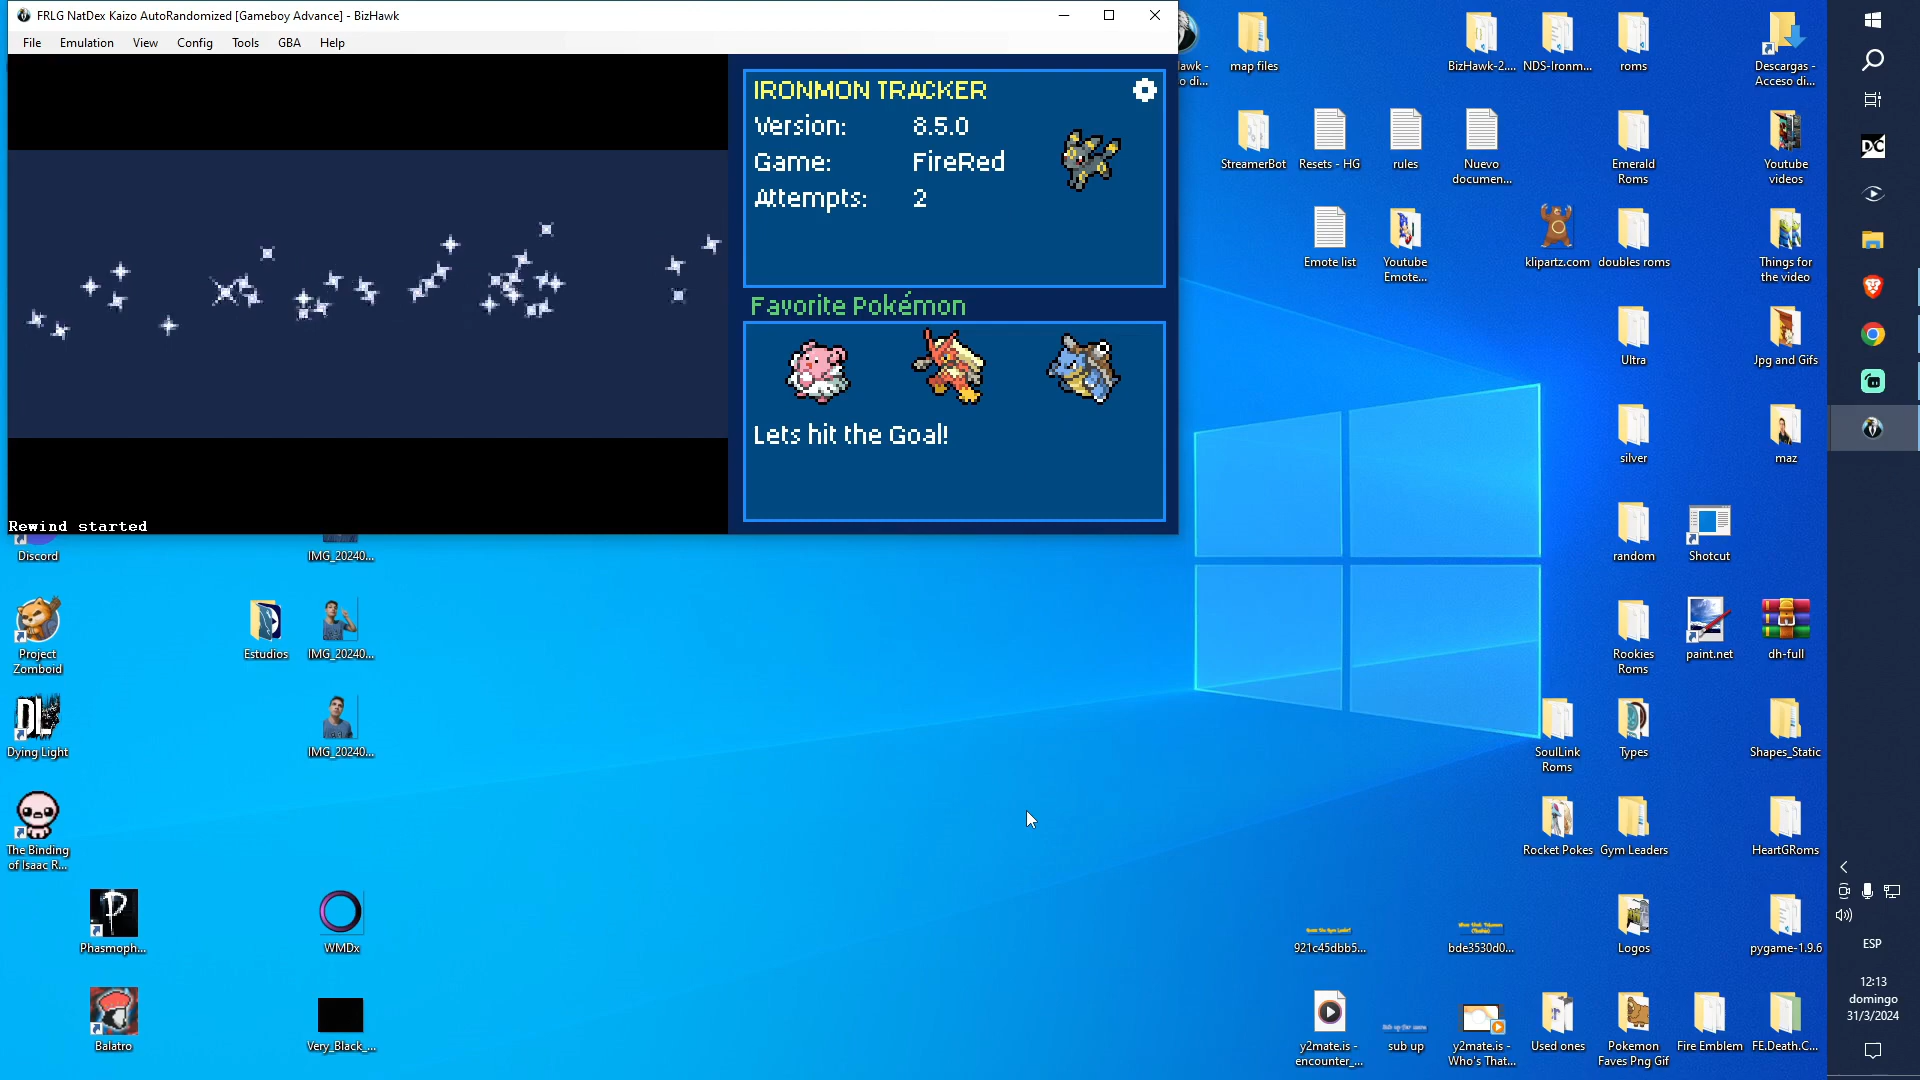 FRLG NatDex Kaizo AutoRandomized [Gameboy Advance] - BizHawk
File Emulation View Config Tools GBA Help
IRONMON TRACKER
Version: 8.5.0
Game: FireRed
Attempts: 2
Favorite Pokémon
Lets hit the Goal!
Rewind started
map files
BizHawk-2....
NDS-Ironm...
roms
Descargas -
Acceso di...
StreamerBot
Resets - HG
rules
Nuevo
documen...
Emerald
Roms
Youtube
videos
Emote list
Youtube
Emote...
klipartz.com
doubles roms
Things for
the video
Ultra
Jpg and Gifs
silver
maz
Discord
IMG_20240...
random
Shotcut
Project
Zomboid
Estudios
IMG_20240...
Rookies
Roms
paint.net
dh-full
Dying Light
IMG_20240...
SoulLink
Roms
Types
Shapes_Static
The Binding
of Isaac R...
Rocket Pokes
Gym Leaders
HeartGRoms
Phasmoph...
WMDx
921c45dbb5...
bde3530d0...
Logos
pygame-1.9.6
Balatro
Very_Black_...
y2mate.is -
encounter_...
sub up
y2mate.is -
Who's That...
Used ones
Pokemon
Faves Png Gif
Fire Emblem
FE.Death.C...
ESP
12:13
domingo
31/3/2024